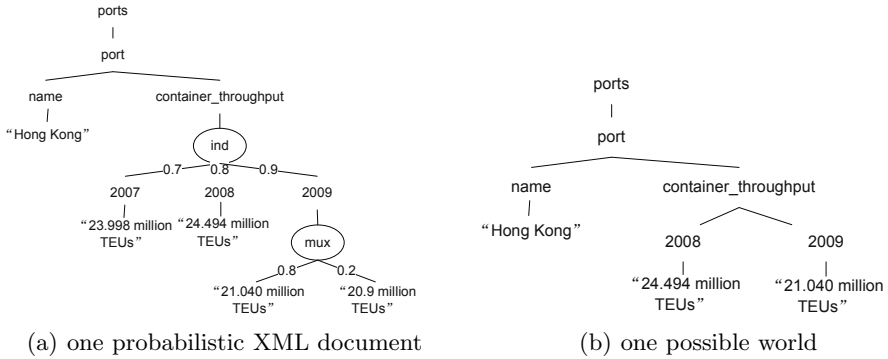 ports
port
name container_throughput
“Hong Kong”
ind
0.7 0.8 0.9
2007 2008 2009
“23.998 million
TEUs”
“24.494 million
TEUs”
mux
0.8 0.2
“21.040 million
TEUs”
“20.9 million
TEUs”
(a) one probabilistic XML document
ports
port
name container_throughput
“Hong Kong”
2008 2009
“24.494 million
TEUs”
“21.040 million
TEUs”
(b) one possible world